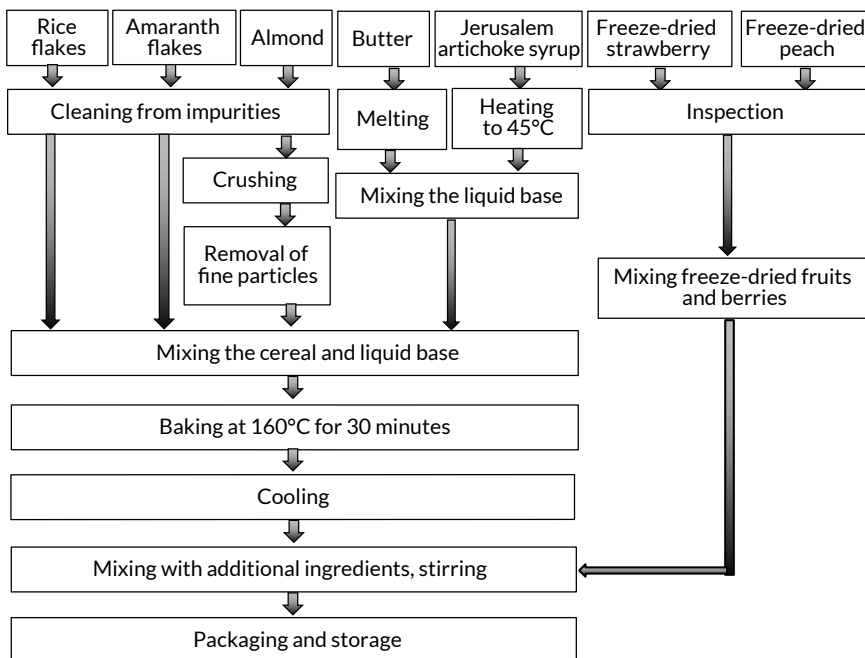 Rice
flakes
Amaranth
flakes
Almond
Butter
Jerusalem
artichoke syrup
Freeze-dried
strawberry
Freeze-dried
peach
Cleaning from impurities
Melting
Heating
to 45°C
Inspection
Crushing
Mixing the liquid base
Removal of
fine particles
Mixing freeze-dried fruits
and berries
Mixing the cereal and liquid base
Baking at 160°C for 30 minutes
Cooling
Mixing with additional ingredients, stirring
Packaging and storage